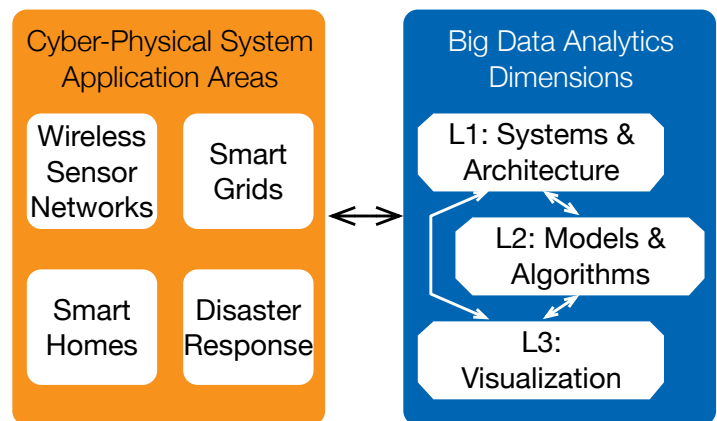 Cyber-Physical System
Application Areas
Wireless
Sensor
Networks
Smart
Grids
Smart
Homes
Disaster
Response
Big Data Analytics
Dimensions
L1: Systems &
Architecture
L2: Models &
Algorithms
L3:
Visualization